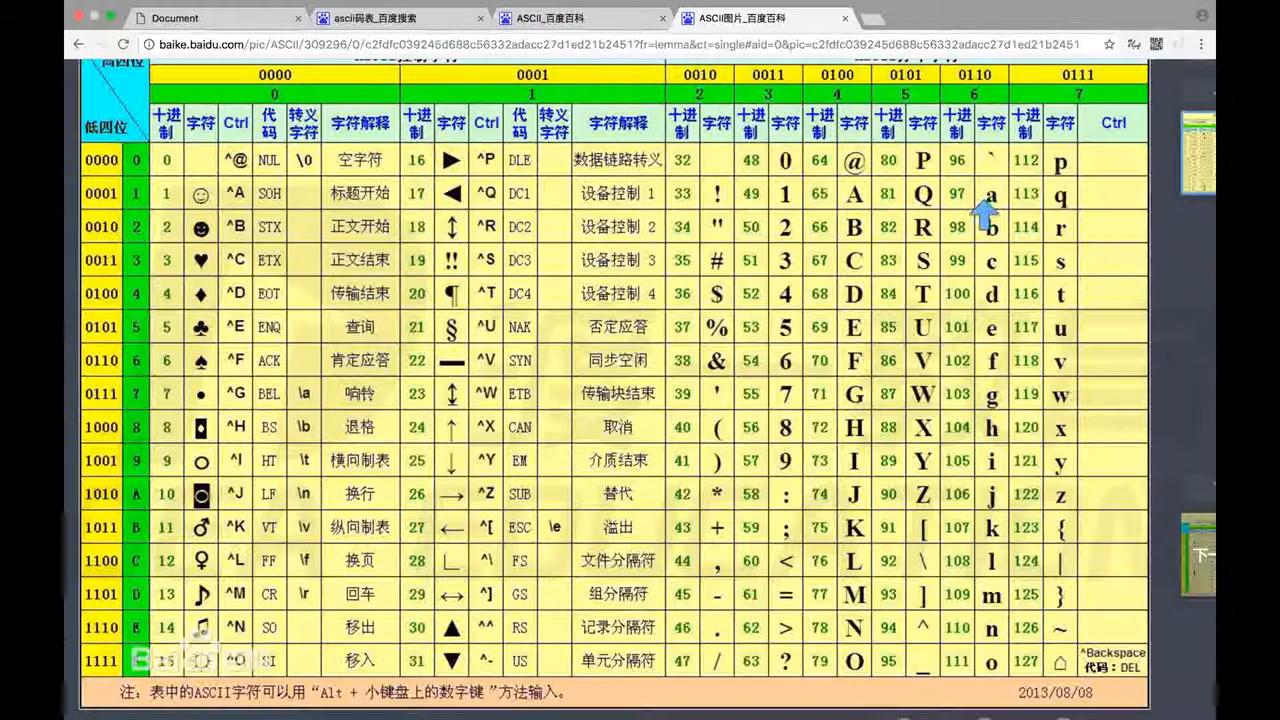 Document
ascii码表_百度搜索
ASCII_百度百科
ASCII图片_百度百科
baike.baidu.com/pic/ASCII/309296/0/c2fdfc039245d688c56332adacc27d1ed21b2451?fr=lemma&ct=single#aid=0&pic=c2fdfc039245d688c56332adacc27d1ed21b2451
高四位 0000 0001 0010 0011 0100 0101 0110 0111
0 1 2 3 4 5 6 7
低四位 十进制 字符 Ctrl 代码 转义字符 字符解释 十进制 字符 Ctrl 代码 转义字符 字符解释 十进制 字符 十进制 字符 十进制 字符 十进制 字符 十进制 字符 十进制 字符 Ctrl
0000 0 0 ^@ NUL \0 空字符 16 ► ^P DLE 数据链路转义 32 48 0 64 @ 80 P 96 ` 112 p
0001 1 1 ☺ ^A SOH 标题开始 17 ◄ ^Q DC1 设备控制 1 33 ! 49 1 65 A 81 Q 97 a 113 q
0010 2 2 ☻ ^B STX 正文开始 18 ↕ ^R DC2 设备控制 2 34 " 50 2 66 B 82 R 98 b 114 r
0011 3 3 ♥ ^C ETX 正文结束 19 ‼ ^S DC3 设备控制 3 35 # 51 3 67 C 83 S 99 c 115 s
0100 4 4 ♦ ^D EOT 传输结束 20 ¶ ^T DC4 设备控制 4 36 $ 52 4 68 D 84 T 100 d 116 t
0101 5 5 ♣ ^E ENQ 查询 21 § ^U NAK 否定应答 37 % 53 5 69 E 85 U 101 e 117 u
0110 6 6 ♠ ^F ACK 肯定应答 22 ▬ ^V SYN 同步空闲 38 & 54 6 70 F 86 V 102 f 118 v
0111 7 7 • ^G BEL \a 响铃 23 ↨ ^W ETB 传输块结束 39 ' 55 7 71 G 87 W 103 g 119 w
1000 8 8 ◘ ^H BS \b 退格 24 ↑ ^X CAN 取消 40 ( 56 8 72 H 88 X 104 h 120 x
1001 9 9 ○ ^I HT \t 横向制表 25 ↓ ^Y EM 介质结束 41 ) 57 9 73 I 89 Y 105 i 121 y
1010 A 10 ◙ ^J LF \n 换行 26 → ^Z SUB 替代 42 * 58 : 74 J 90 Z 106 j 122 z
1011 B 11 ♂ ^K VT \v 纵向制表 27 ← ^[ ESC \e 溢出 43 + 59 ; 75 K 91 [ 107 k 123 {
1100 C 12 ♀ ^L FF \f 换页 28 ∟ ^\ FS 文件分隔符 44 , 60 < 76 L 92 \ 108 l 124 |
1101 D 13 ♪ ^M CR \r 回车 29 ↔ ^] GS 组分隔符 45 - 61 = 77 M 93 ] 109 m 125 }
1110 E 14 ♫ ^N SO 移出 30 ▲ ^^ RS 记录分隔符 46 . 62 > 78 N 94 ^ 110 n 126 ~
1111 15 ☼ ^O SI 移入 31 ▼ ^- US 单元分隔符 47 / 63 ? 79 O 95 _ 111 o 127 ⌂ ^Backspace 代码：DEL
注：表中的ASCII字符可以用“Alt + 小键盘上的数字键”方法输入。 2013/08/08
下一